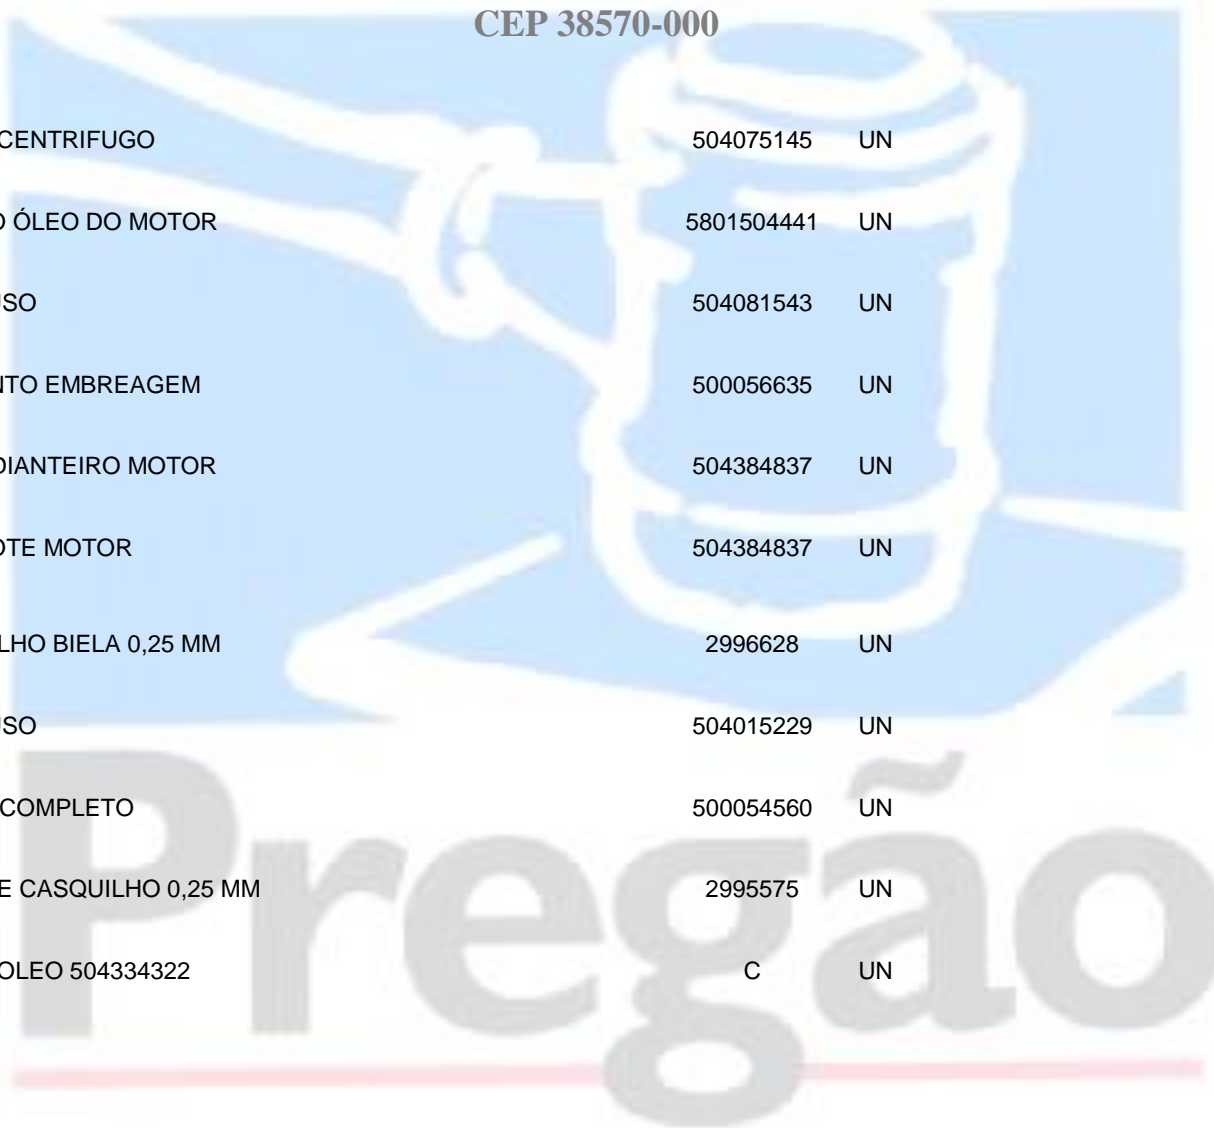 CEP 38570-000
CENTRIFUGO 504075145 UN
O ÓLEO DO MOTOR 5801504441 UN
USO 504081543 UN
NTO EMBREAGEM 500056635 UN
DIANTEIRO MOTOR 504384837 UN
OTE MOTOR 504384837 UN
LHO BIELA 0,25 MM 2996628 UN
USO 504015229 UN
COMPLETO 500054560 UN
E CASQUILHO 0,25 MM 2995575 UN
OLEO 504334322 C UN
Pregão